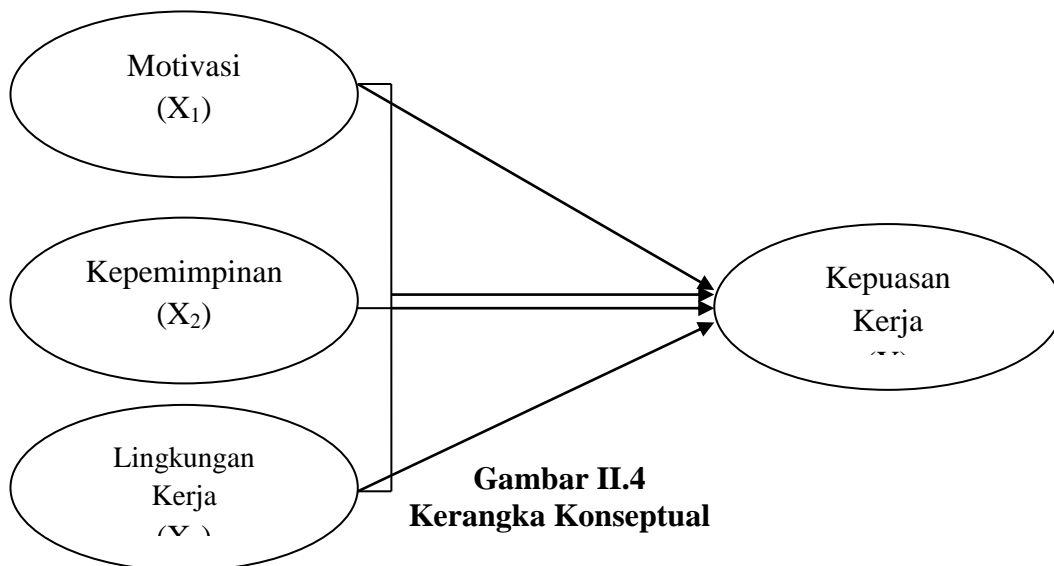 Motivasi
(X₁)
Kepemimpinan
(X₂)
Lingkungan
Kerja
Kepuasan
Kerja
Gambar II.4
Kerangka Konseptual